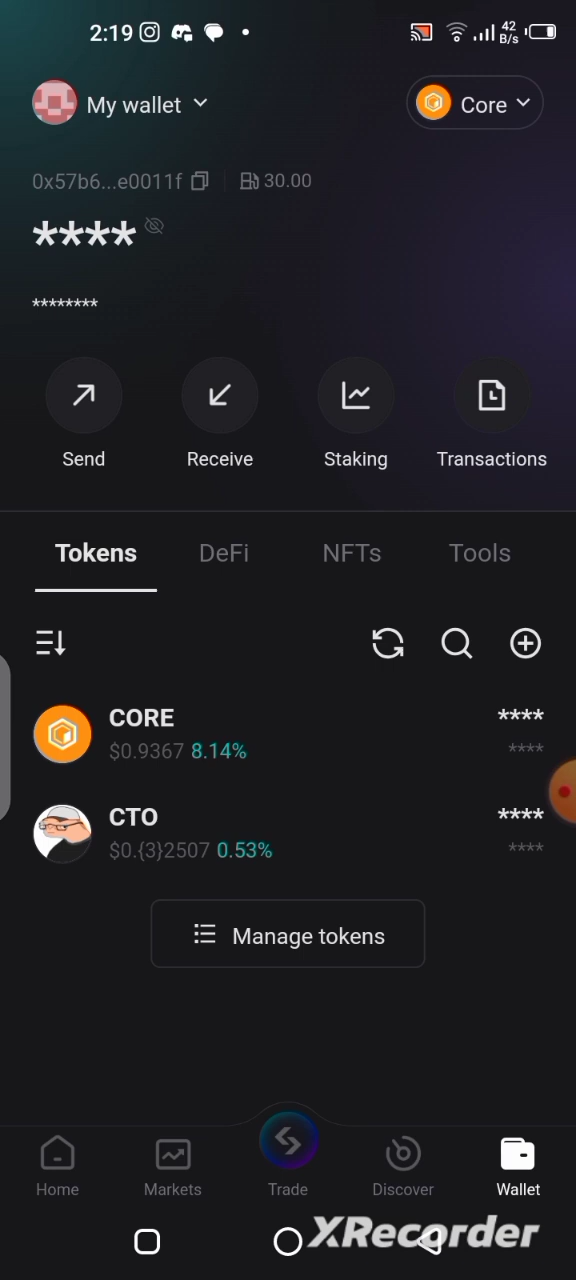 2:19 42 B/s
My wallet Core
0x57b6...e0011f 30.00
****
********
Send Receive Staking Transactions
Tokens DeFi NFTs Tools
CORE ****
$0.9367 8.14% ****
CTO ****
$0.{3}2507 0.53% ****
Manage tokens
Home Markets Trade Discover Wallet
XRecorder